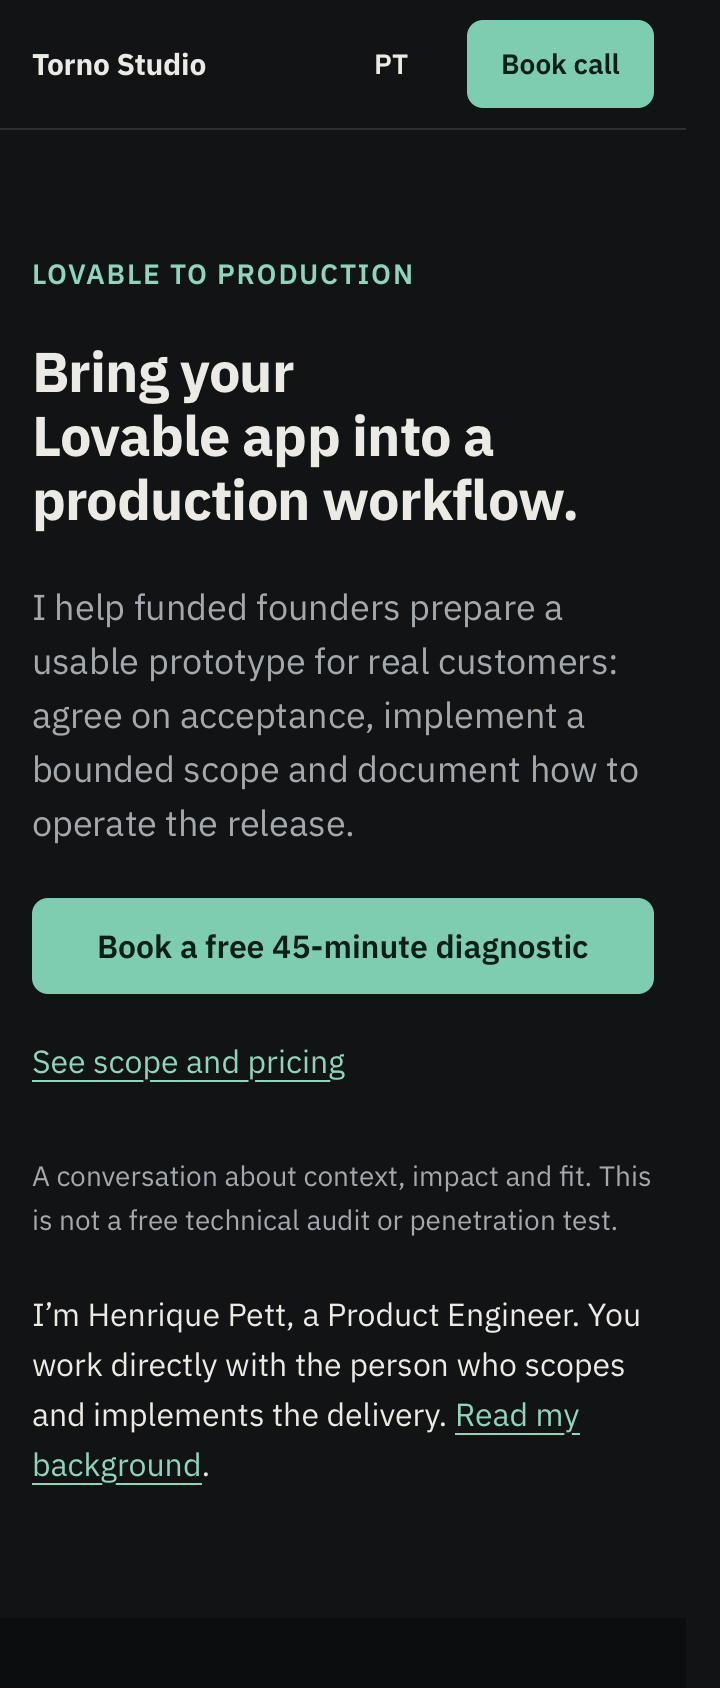 Torno Studio
PT
Book call
LOVABLE TO PRODUCTION
Bring your
Lovable app into a
production workflow.
I help funded founders prepare a
usable prototype for real customers:
agree on acceptance, implement a
bounded scope and document how to
operate the release.
Book a free 45-minute diagnostic
See scope and pricing
A conversation about context, impact and fit. This
is not a free technical audit or penetration test.
I’m Henrique Pett, a Product Engineer. You
work directly with the person who scopes
and implements the delivery. Read my
background.